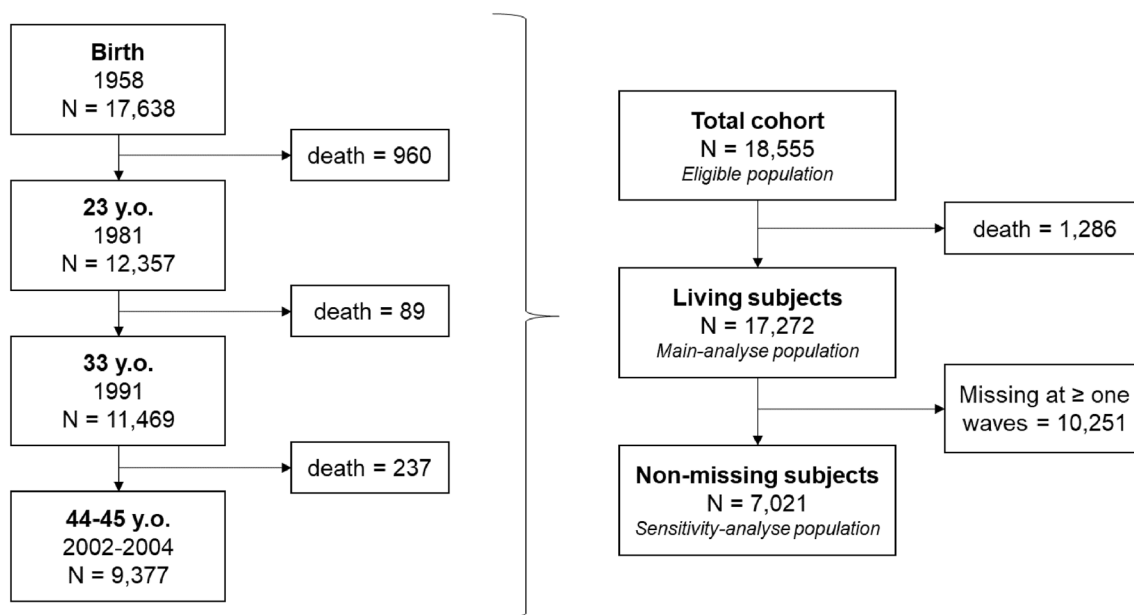 Birth
1958
N = 17,638
death = 960
23 y.o.
1981
N = 12,357
death = 89
33 y.o.
1991
N = 11,469
death = 237
44-45 y.o.
2002-2004
N = 9,377
Total cohort
N = 18,555
Eligible population
death = 1,286
Living subjects
N = 17,272
Main-analyse population
Missing at ≥ one
waves = 10,251
Non-missing subjects
N = 7,021
Sensitivity-analyse population